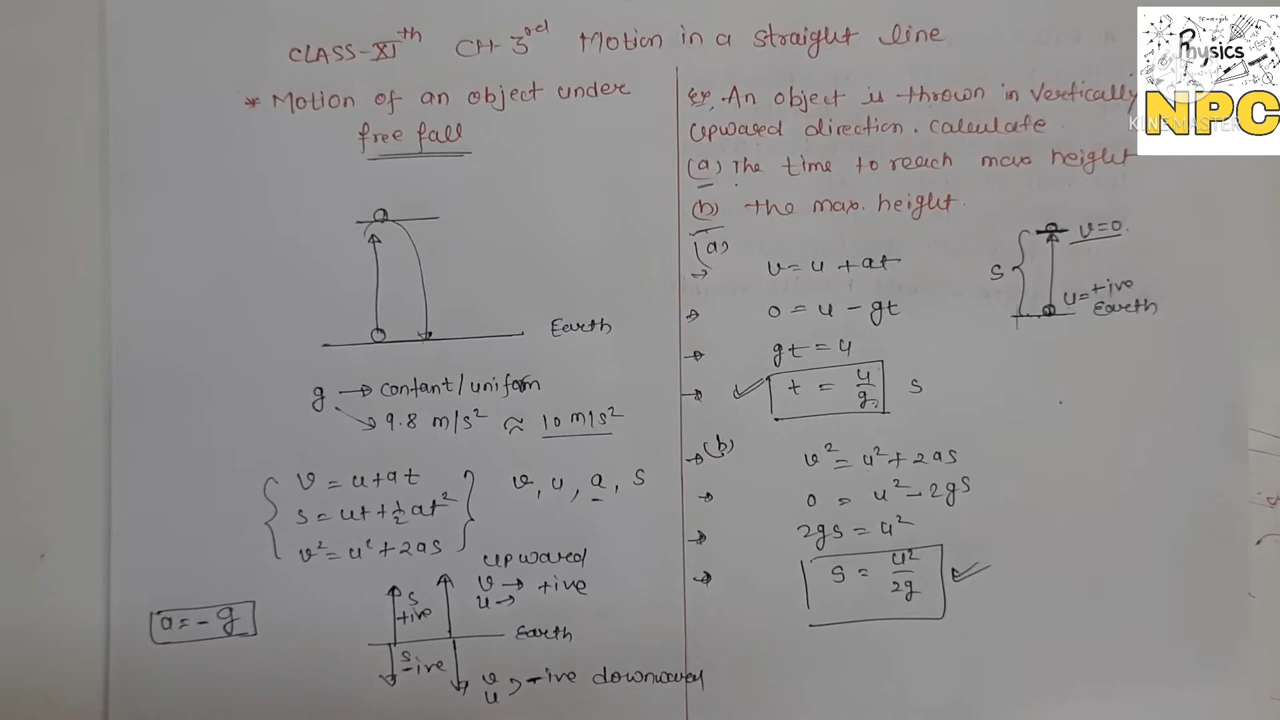 CLASS-XIth CH-3rd Motion in a straight line
* Motion of an object under
free fall
Earth
g → contant/uniform
↘ 9.8 m/s² ≈ 10 m/s²
v = u+at
s = ut + ½at²
v² = u² + 2as
v, u, a, s
upward
v → +ive
u →
s
+ive
Earth
s
-ive
v
u > -ive downward
a = - g
Ex. An object is thrown in vertically
upward direction. Calculate
(a) The time to reach max height
(b) the max. height.
(a)
→ v = u + at
⇒ 0 = u - gt
→ gt = u
→ t = u/g s
→ (b) v² = u² + 2as
→ 0 = u² - 2gs
→ 2gs = u²
→ s = u²/2g
v=0.
s
u=+ive
Earth
Physics
NPC
KINEMASTER